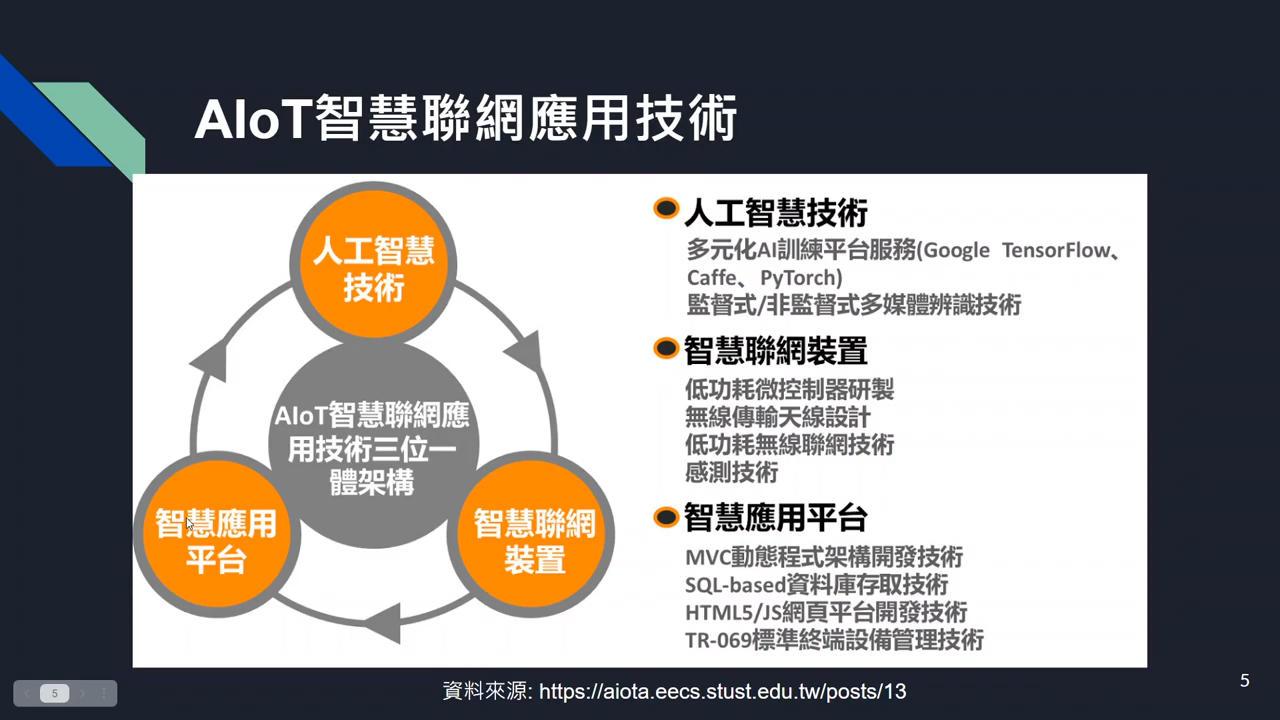 AIoT智慧聯網應用技術
人工智慧
技術
AIoT智慧聯網應
用技術三位一
體架構
智慧應用
平台
智慧聯網
裝置
人工智慧技術
多元化AI訓練平台服務(Google TensorFlow、
Caffe、PyTorch)
監督式/非監督式多媒體辨識技術
智慧聯網裝置
低功耗微控制器研製
無線傳輸天線設計
低功耗無線聯網技術
感測技術
智慧應用平台
MVC動態程式架構開發技術
SQL-based資料庫存取技術
HTML5/JS網頁平台開發技術
TR-069標準終端設備管理技術
資料來源: https://aiota.eecs.stust.edu.tw/posts/13
5
5